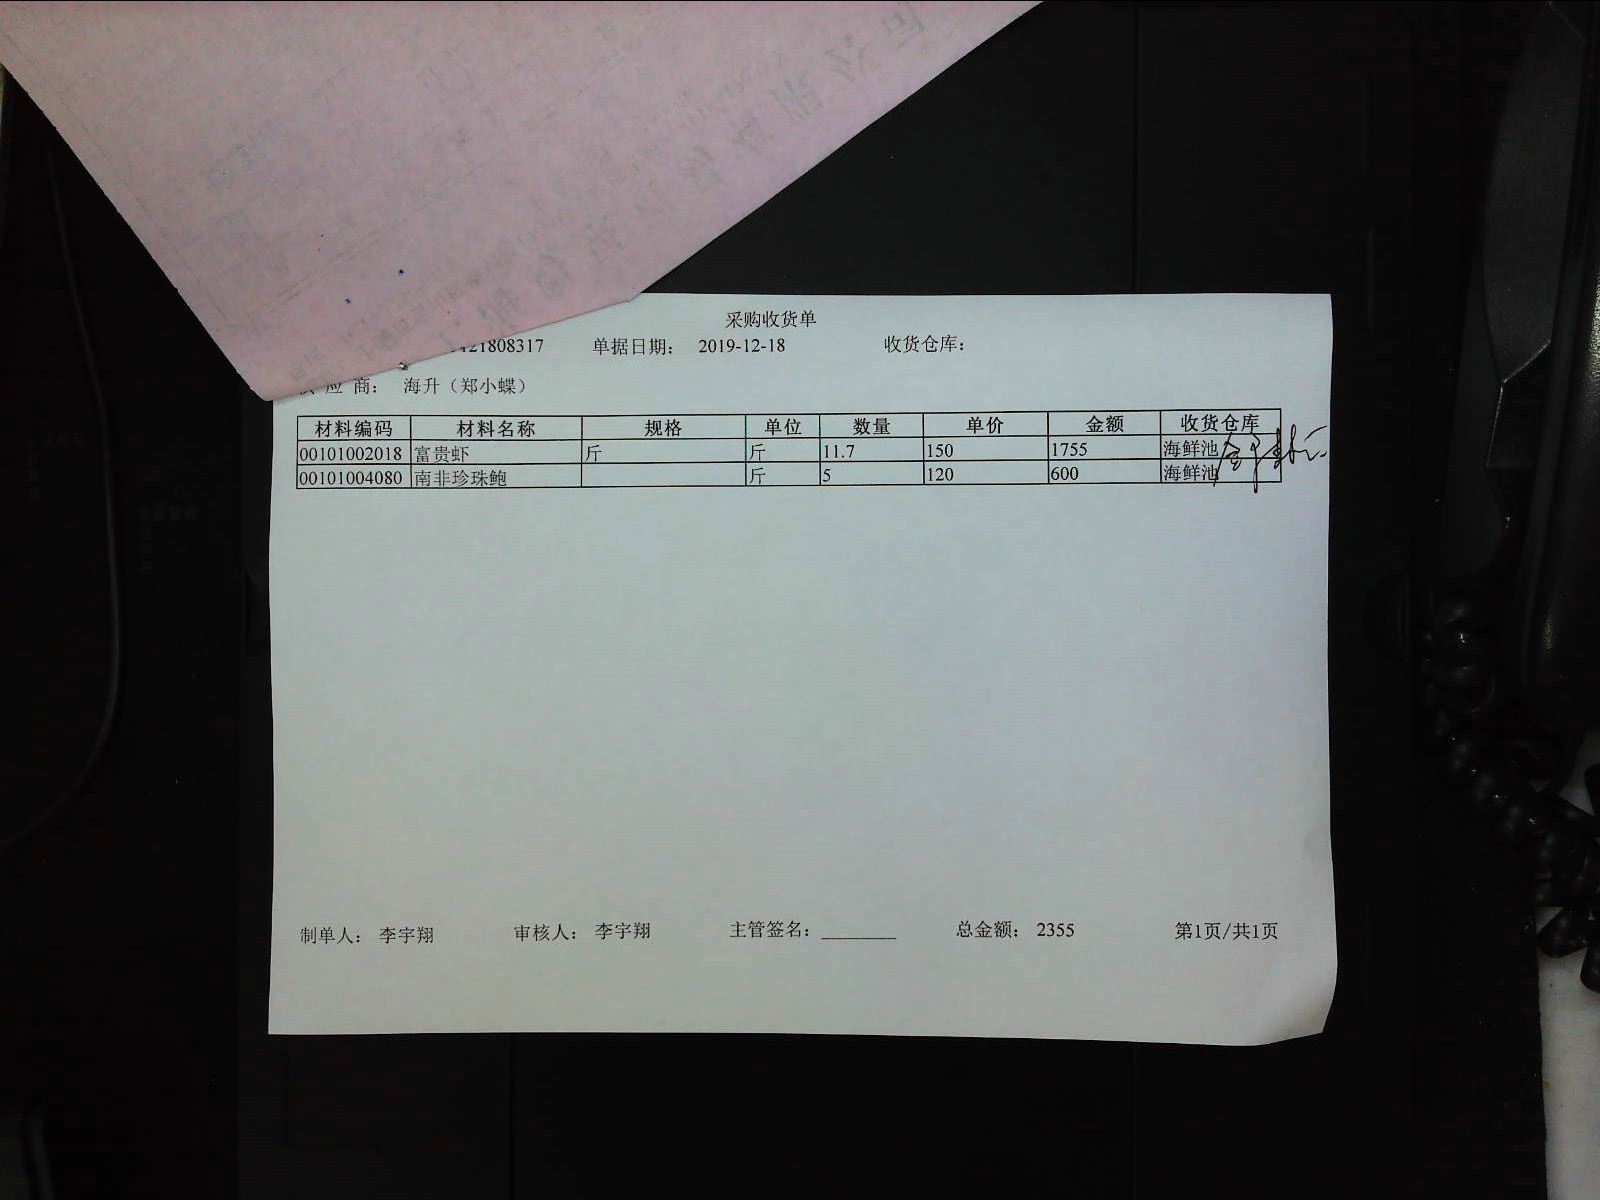 采购收货单
21808317 单据日期： 2019-12-18 收货仓库：
应 商： 海升（郑小蝶）
材料编码 材料名称 规格 单位 数量 单价 金额 收货仓库
00101002018 富贵虾 斤 斤 11.7 150 1755 海鲜池
00101004080 南非珍珠鲍 斤 5 120 600 海鲜池
制单人： 李宇翔 审核人： 李宇翔 主管签名：________ 总金额： 2355 第1页/共1页